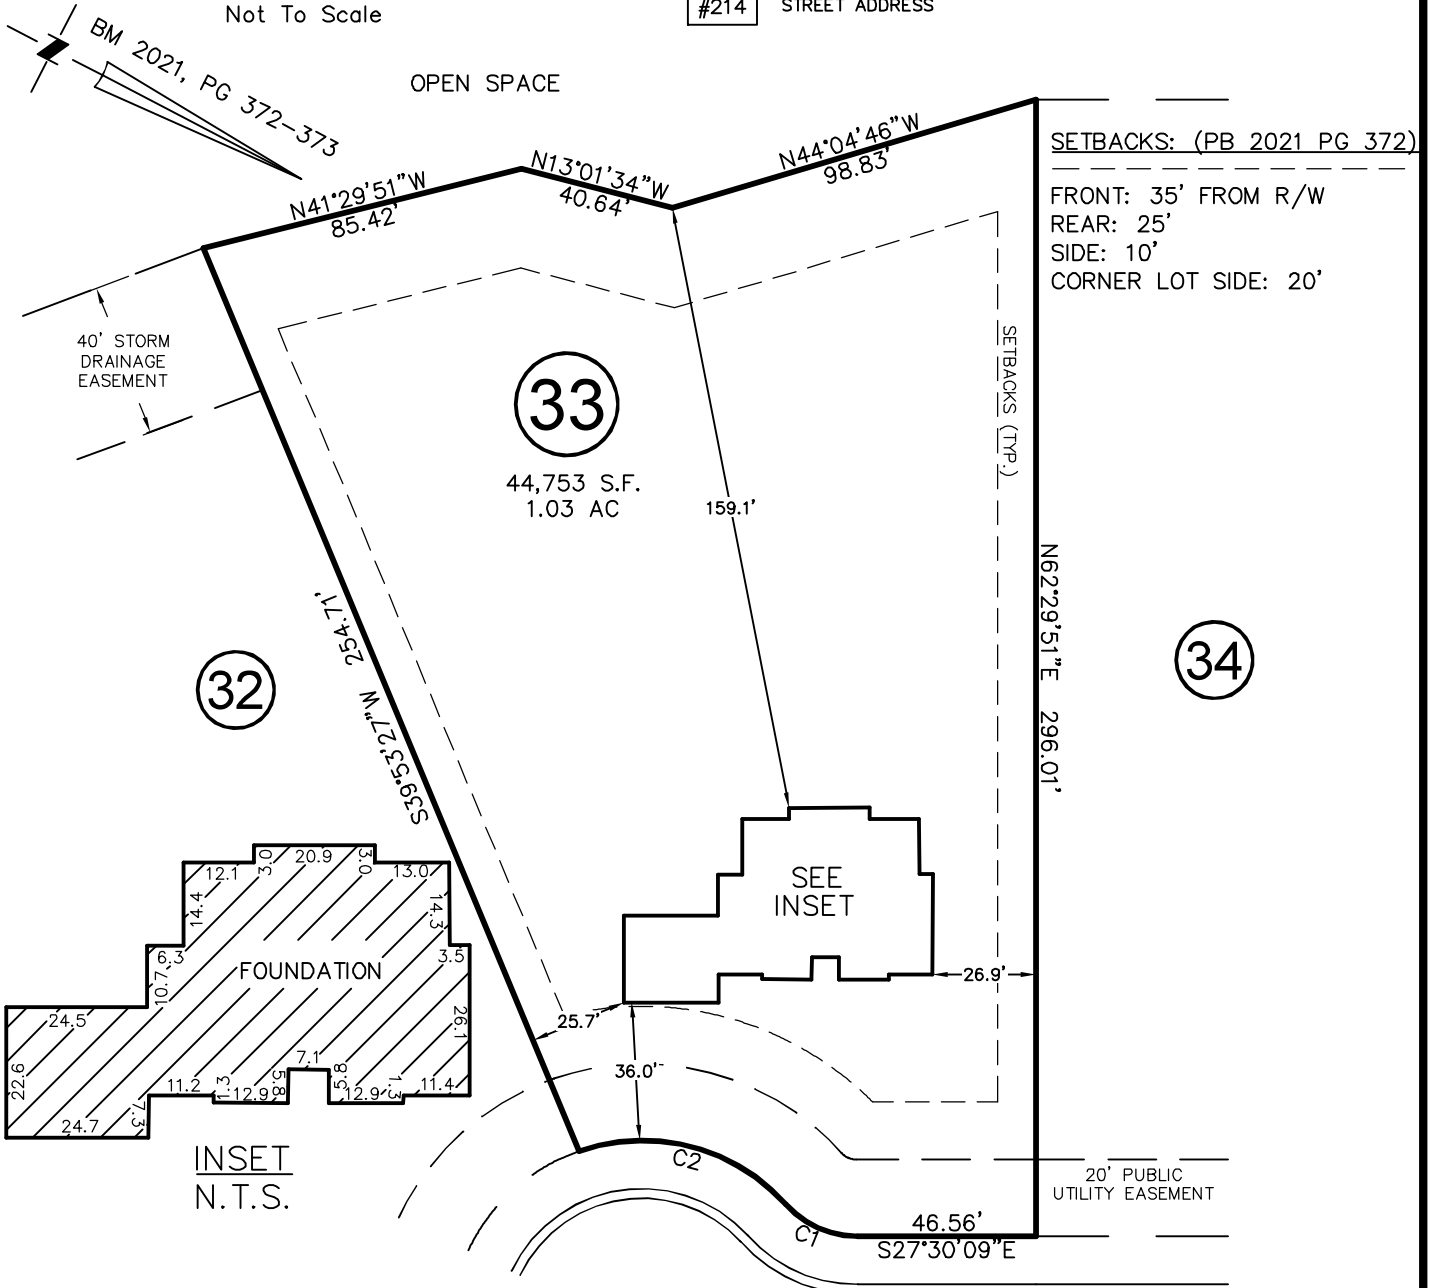 Not To Scale
#214
STREET ADDRESS
BM 2021, PG 372-373
OPEN SPACE
N41°29'51"W
85.42'
N13°01'34"W
40.64'
N44°04'46"W
98.83'
SETBACKS: (PB 2021 PG 372)
FRONT: 35' FROM R/W
REAR: 25'
SIDE: 10'
CORNER LOT SIDE: 20'
40' STORM
DRAINAGE
EASEMENT
SETBACKS (TYP.)
33
44,753 S.F.
1.03 AC
159.1'
N62°29'51"E 296.01'
S39°53'27"W 254.71'
32
34
SEE
INSET
26.9'
25.7'
36.0'
3.0
20.9
3.0
12.1
13.0
14.4
14.3
6.3
3.5
10.7
FOUNDATION
24.5
26.1
22.6
7.1
11.2
1.3
12.9
5.8
5.8
12.9
1.3
11.4
24.7
7.3
INSET
N.T.S.
C2
C1
46.56'
S27°30'09"E
20' PUBLIC
UTILITY EASEMENT